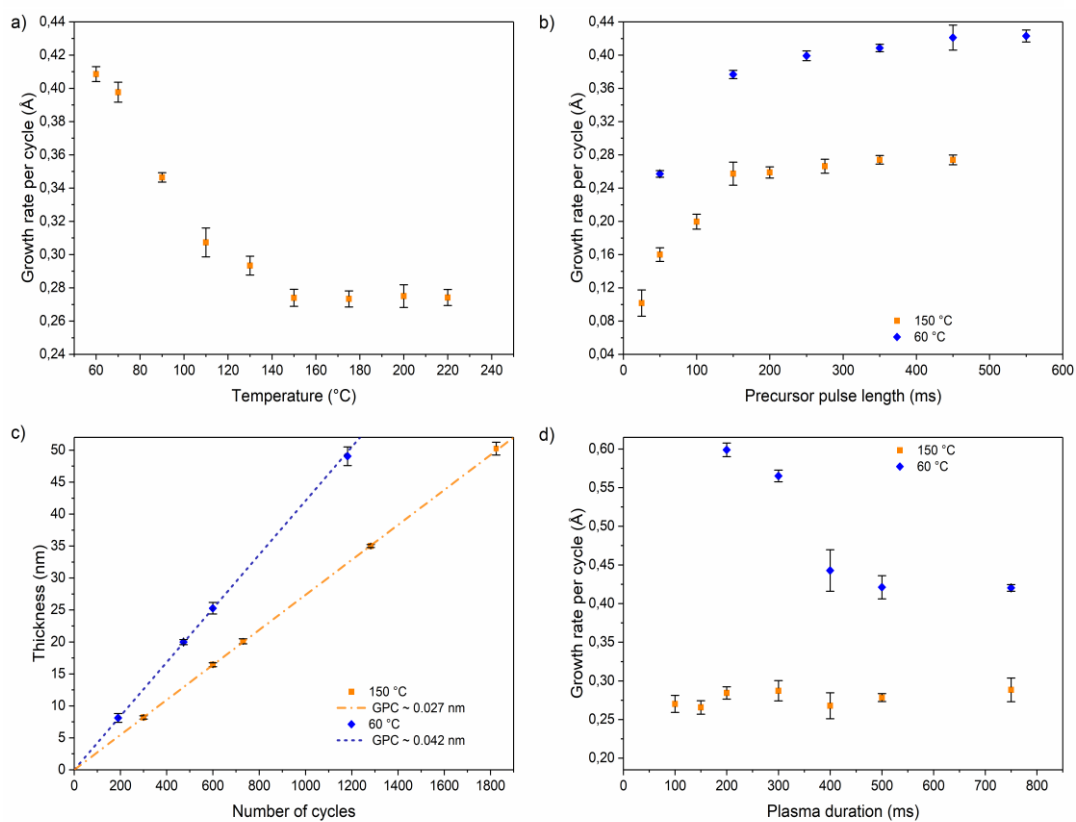 a)
0,44
0,42
0,40
0,38
0,36
0,34
0,32
0,30
0,28
0,26
0,24
Growth rate per cycle (Å)
60 80 100 120 140 160 180 200 220 240
Temperature (°C)
b)
0,44
0,40
0,36
0,32
0,28
0,24
0,20
0,16
0,12
0,08
0,04
Growth rate per cycle (Å)
150 °C
60 °C
0 100 200 300 400 500 600
Precursor pulse length (ms)
c)
50
45
40
35
30
25
20
15
10
5
0
Thickness (nm)
150 °C
GPC ~ 0.027 nm
60 °C
GPC ~ 0.042 nm
0 200 400 600 800 1000 1200 1400 1600 1800
Number of cycles
d)
0,60
0,55
0,50
0,45
0,40
0,35
0,30
0,25
0,20
Growth rate per cycle (Å)
150 °C
60 °C
0 100 200 300 400 500 600 700 800
Plasma duration (ms)